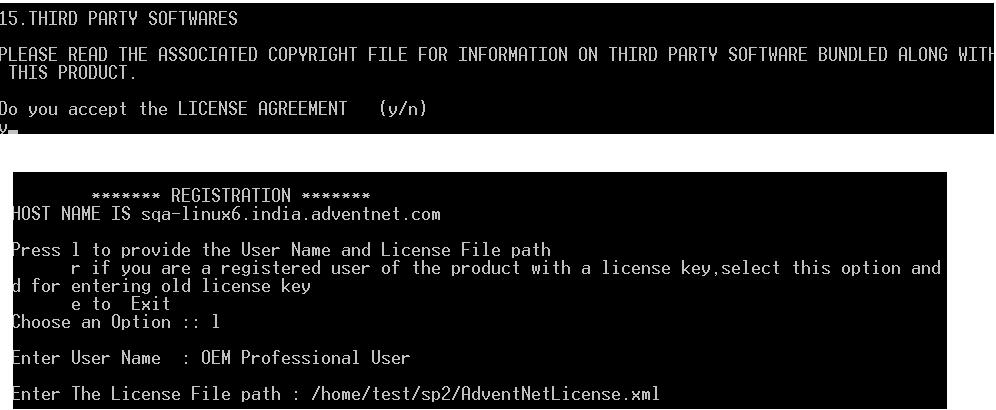 15.THIRD PARTY SOFTWARES
PLEASE READ THE ASSOCIATED COPYRIGHT FILE FOR INFORMATION ON THIRD PARTY SOFTWARE BUNDLED ALONG WITH
THIS PRODUCT.
Do you accept the LICENSE AGREEMENT (y/n)
y
******* REGISTRATION *******
HOST NAME IS sqa-linux6.india.adventnet.com
Press l to provide the User Name and License File path
r if you are a registered user of the product with a license key,select this option and
d for entering old license key
e to Exit
Choose an Option :: l
Enter User Name : OEM Professional User
Enter The License File path : /home/test/sp2/AdventNetLicense.xml